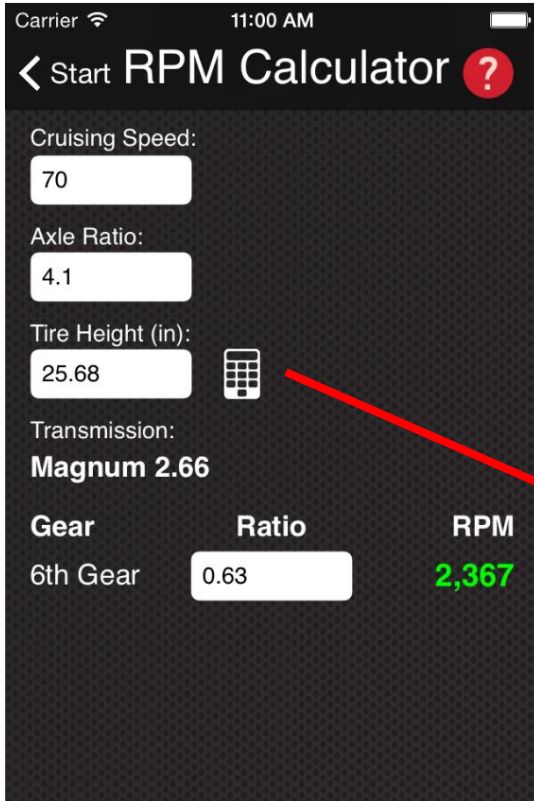 Carrier 11:00 AM
Start RPM Calculator ?
Cruising Speed:
70
Axle Ratio:
4.1
Tire Height (in):
25.68
Transmission:
Magnum 2.66
Gear Ratio RPM
6th Gear 0.63 2,367